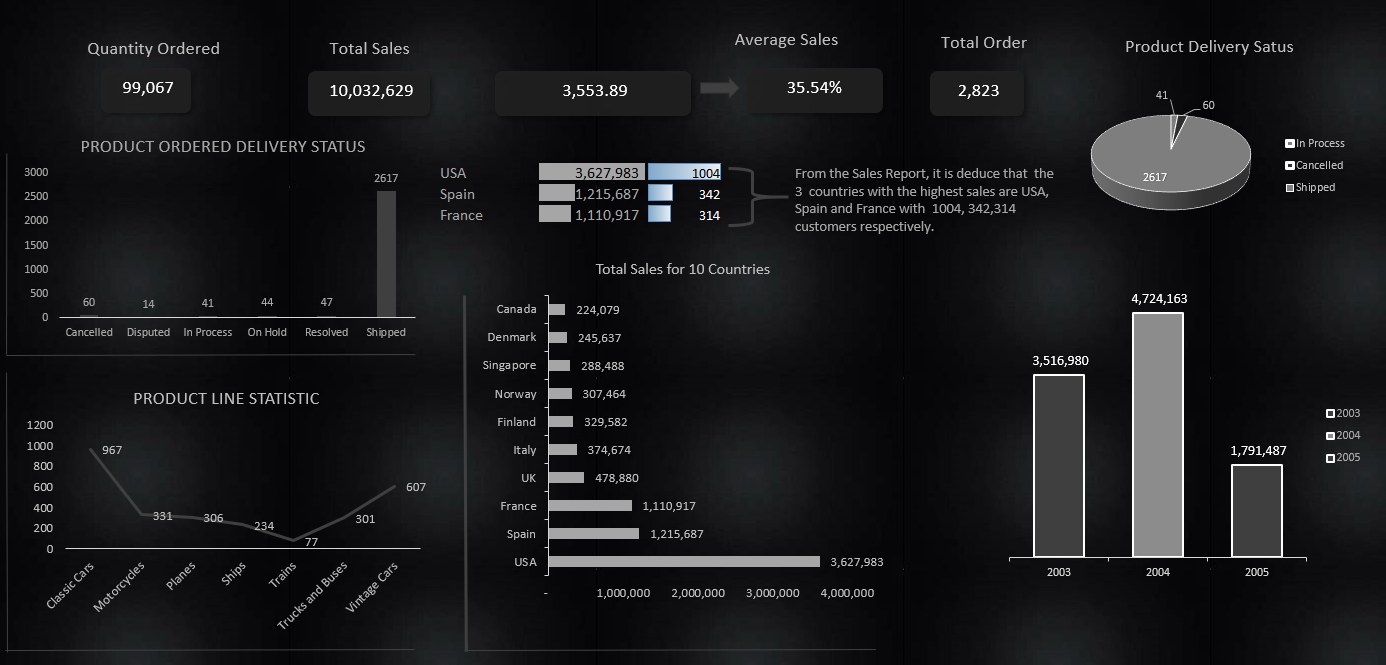 Quantity Ordered
99,067
Total Sales
10,032,629
3,553.89
Average Sales
35.54%
Total Order
2,823
Product Delivery Satus
41
60
2617
In Process
Cancelled
Shipped
PRODUCT ORDERED DELIVERY STATUS
3000
2500
2000
1500
1000
500
0
60
14
41
44
47
2617
Cancelled
Disputed
In Process
On Hold
Resolved
Shipped
USA 3,627,983 1004
Spain 1,215,687 342
France 1,110,917 314
From the Sales Report, it is deduce that the
3 countries with the highest sales are USA,
Spain and France with 1004, 342,314
customers respectively.
PRODUCT LINE STATISTIC
1200
1000
800
600
400
200
0
967
331
306
234
77
301
607
Classic Cars
Motorcycles
Planes
Ships
Trains
Trucks and Buses
Vintage Cars
Total Sales for 10 Countries
Canada 224,079
Denmark 245,637
Singapore 288,488
Norway 307,464
Finland 329,582
Italy 374,674
UK 478,880
France 1,110,917
Spain 1,215,687
USA 3,627,983
- 1,000,000 2,000,000 3,000,000 4,000,000
3,516,980
4,724,163
1,791,487
2003
2004
2005
2003
2004
2005